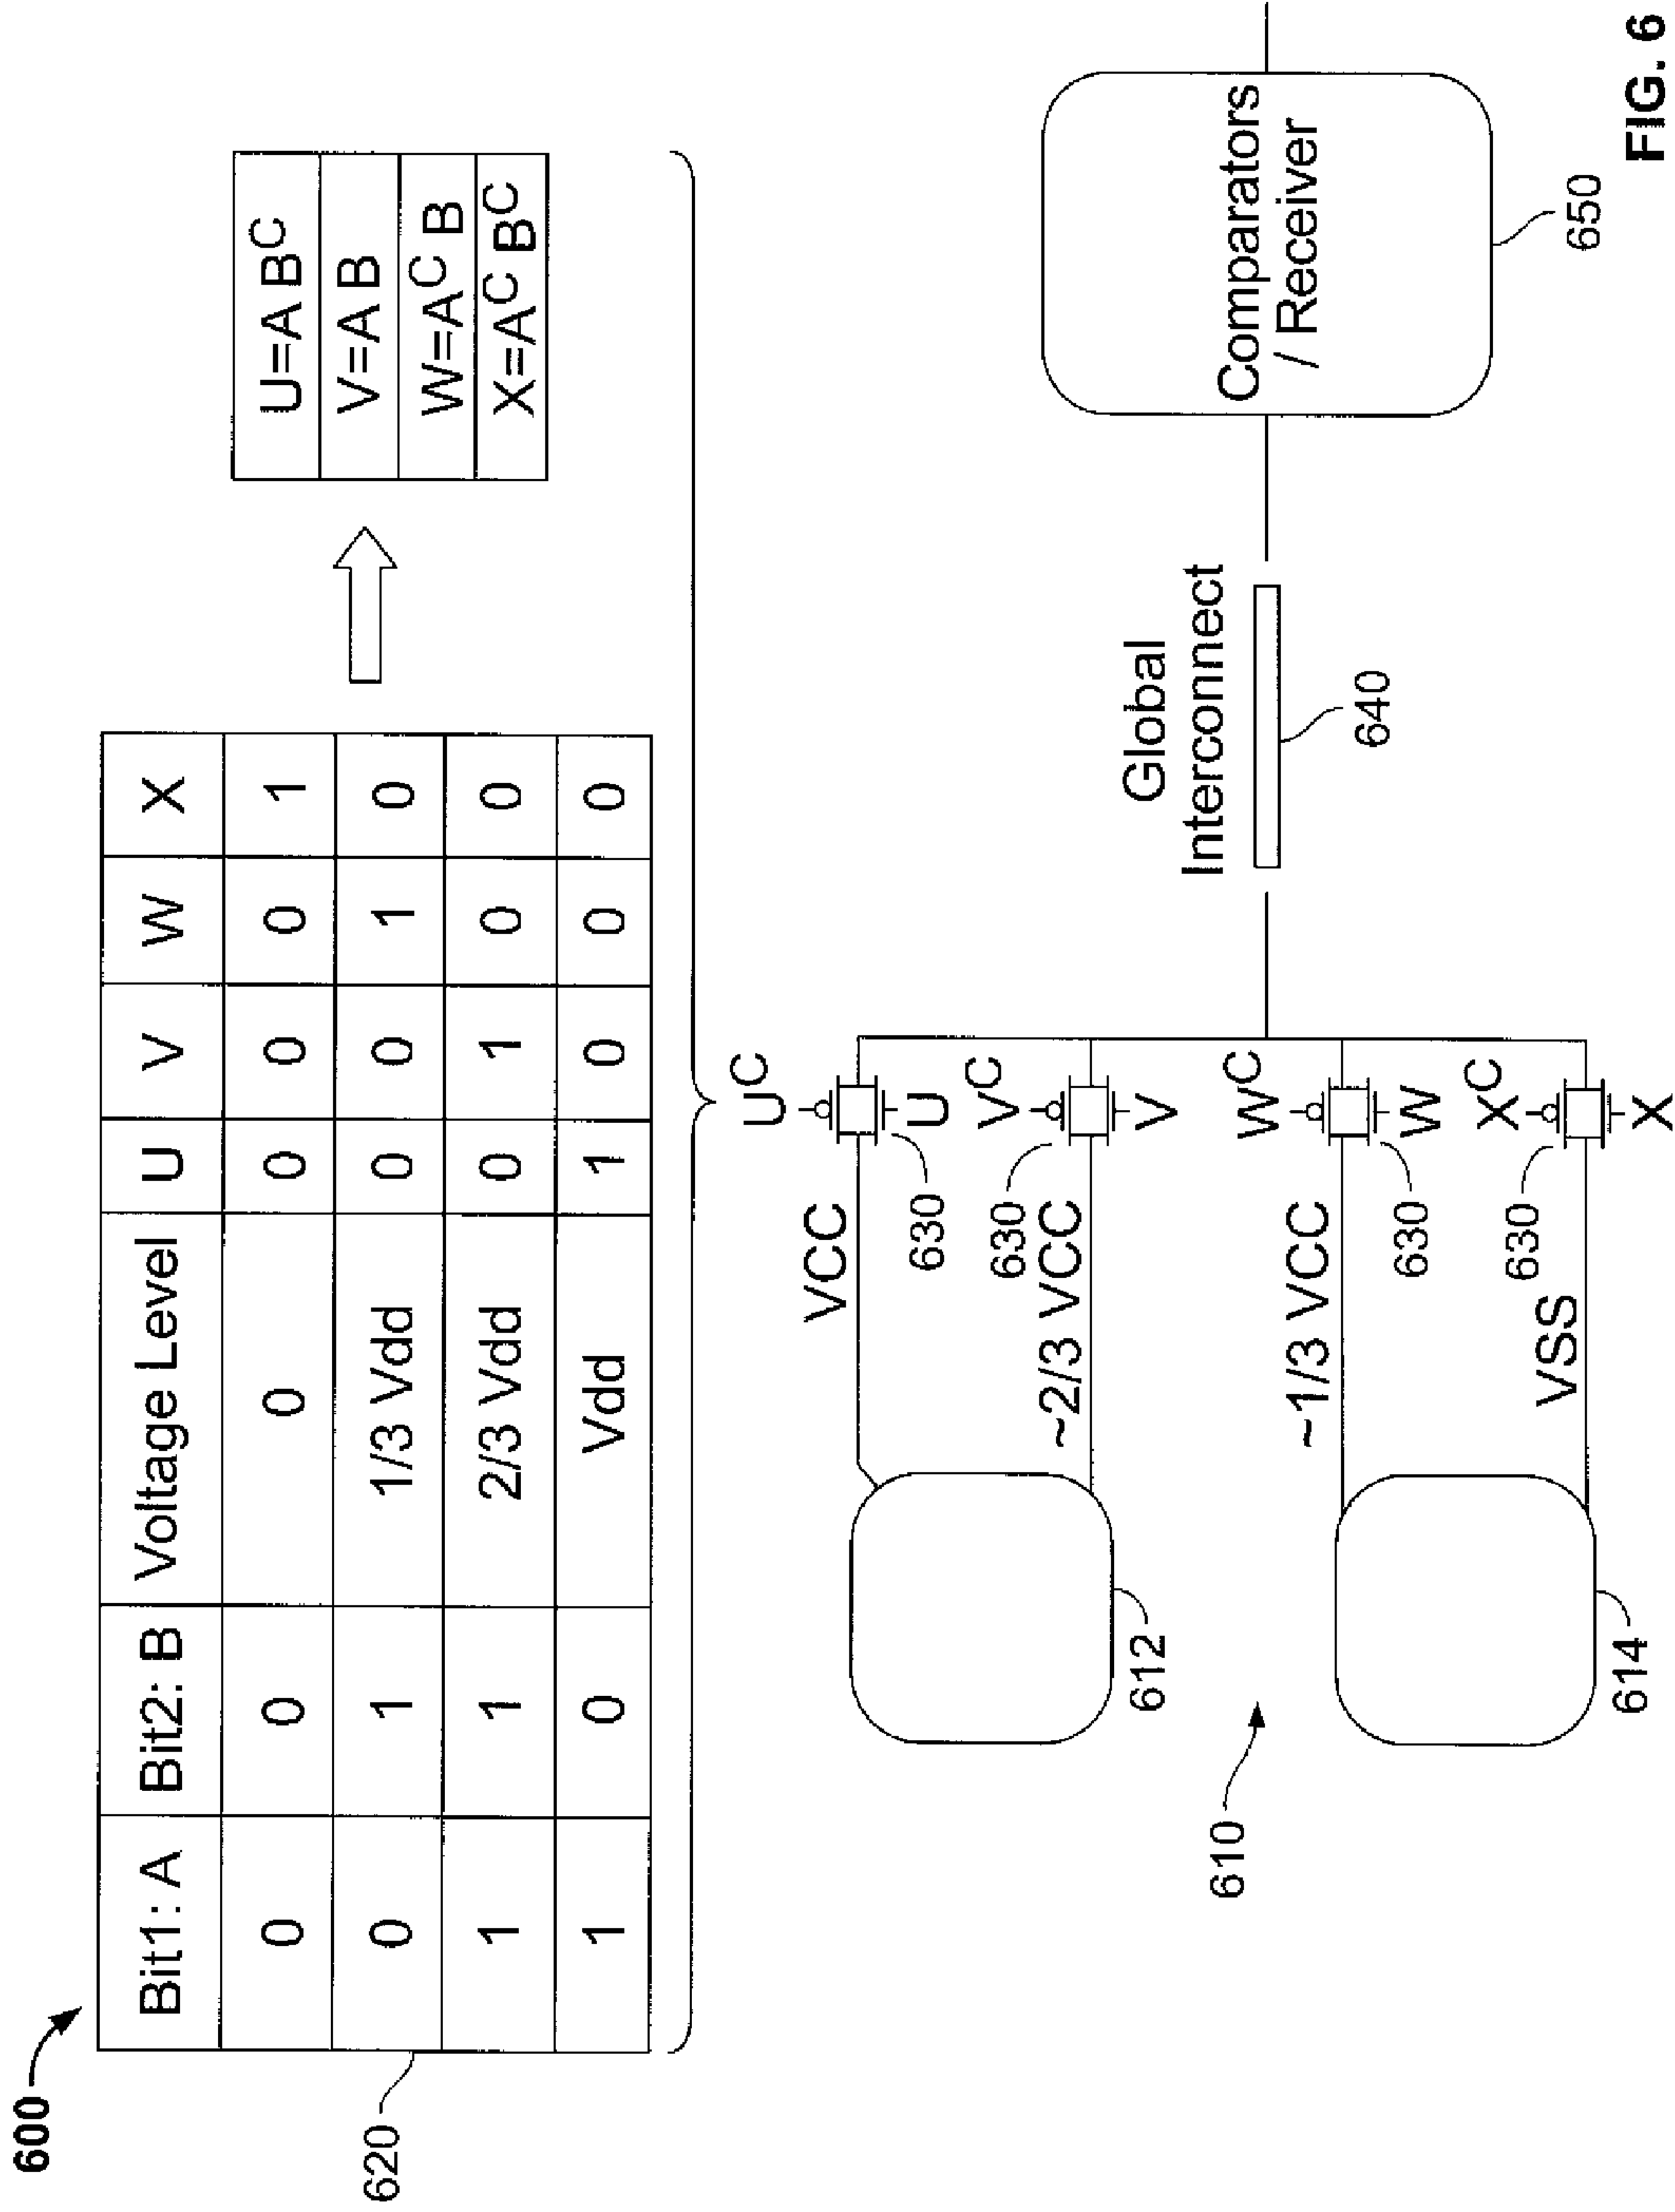 600
Bit1: A Bit2: B Voltage Level U V W X
0 0 0 0 0 0 1
0 1 1/3 Vdd 0 0 1 0
1 1 2/3 Vdd 0 1 0 0
1 0 Vdd 1 0 0 0
620
U=A B^C
V=A B
W=A^C B
X=A^C B^C
U^C
VCC
U
630
V^C
630
~2/3 VCC
V
612
610
W^C
~1/3 VCC
W
630
X^C
630
VSS
X
614
Global
Interconnect
640
Comparators
/ Receiver
650
FIG. 6